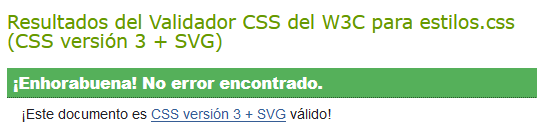 Resultados del Validador CSS del W3C para estilos.css
(CSS versión 3 + SVG)
¡Enhorabuena! No error encontrado.
¡Este documento es CSS versión 3 + SVG válido!